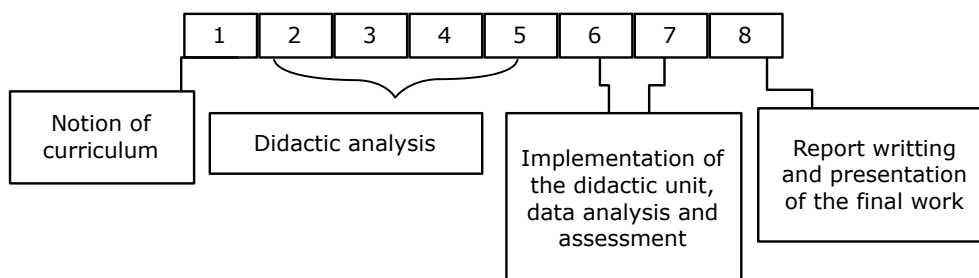 1 2 3 4 5 6 7 8
Notion of
curriculum
Didactic analysis
Implementation of
the didactic unit,
data analysis and
assessment
Report writting
and presentation
of the final work